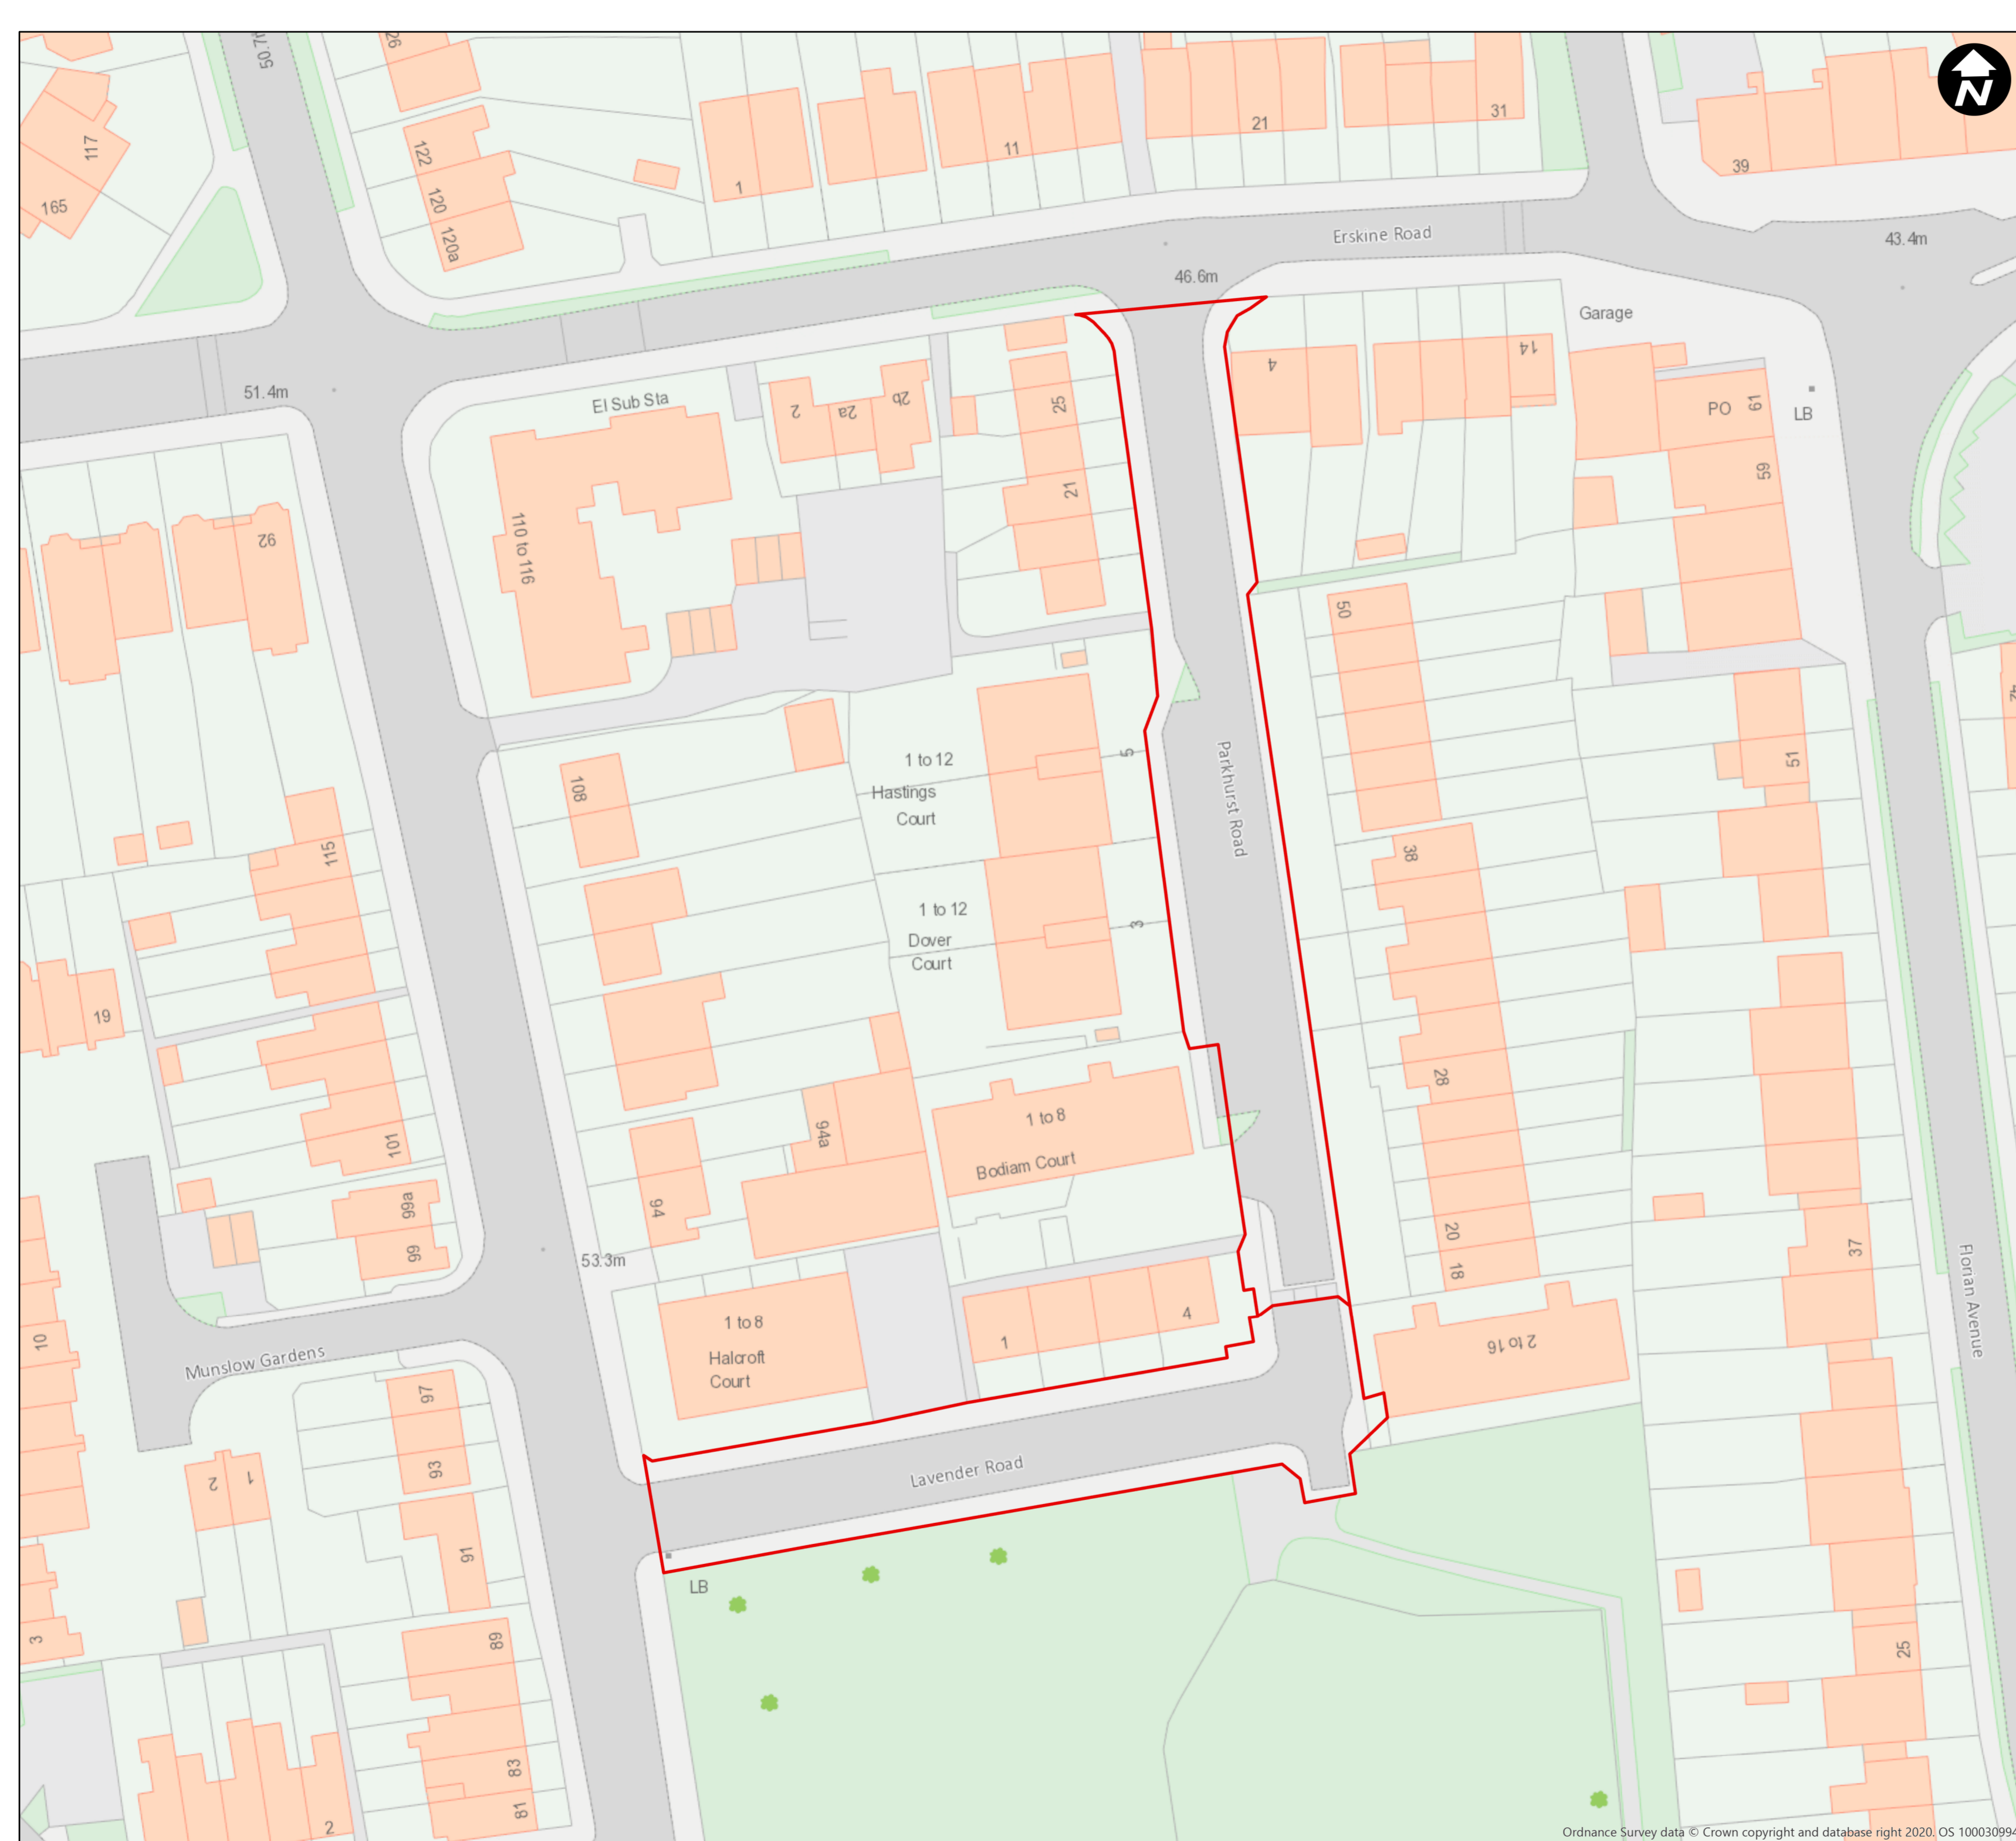 50.7m
26
N
117
122
1
11
21
31
39
165
120
120a
Erskine Road
43.4m
46.6m
Garage
51.4m
El Sub Sta
2
2a
2b
25
4
14
PO
61
LB
59
92
110 to 116
21
50
108
1 to 12
Hastings
Court
5
Parkhurst Road
51
115
38
1 to 12
Dover
Court
3
19
28
101
94a
1 to 8
Bodiam Court
99a
94
99
53.3m
20
18
37
Florian Avenue
10
1 to 8
Halcroft
Court
1
4
2 to 16
Munslow Gardens
97
93
2
1
Lavender Road
91
LB
3
89
25
83
81
2
Ordnance Survey data © Crown copyright and database right 2020. OS 100030994